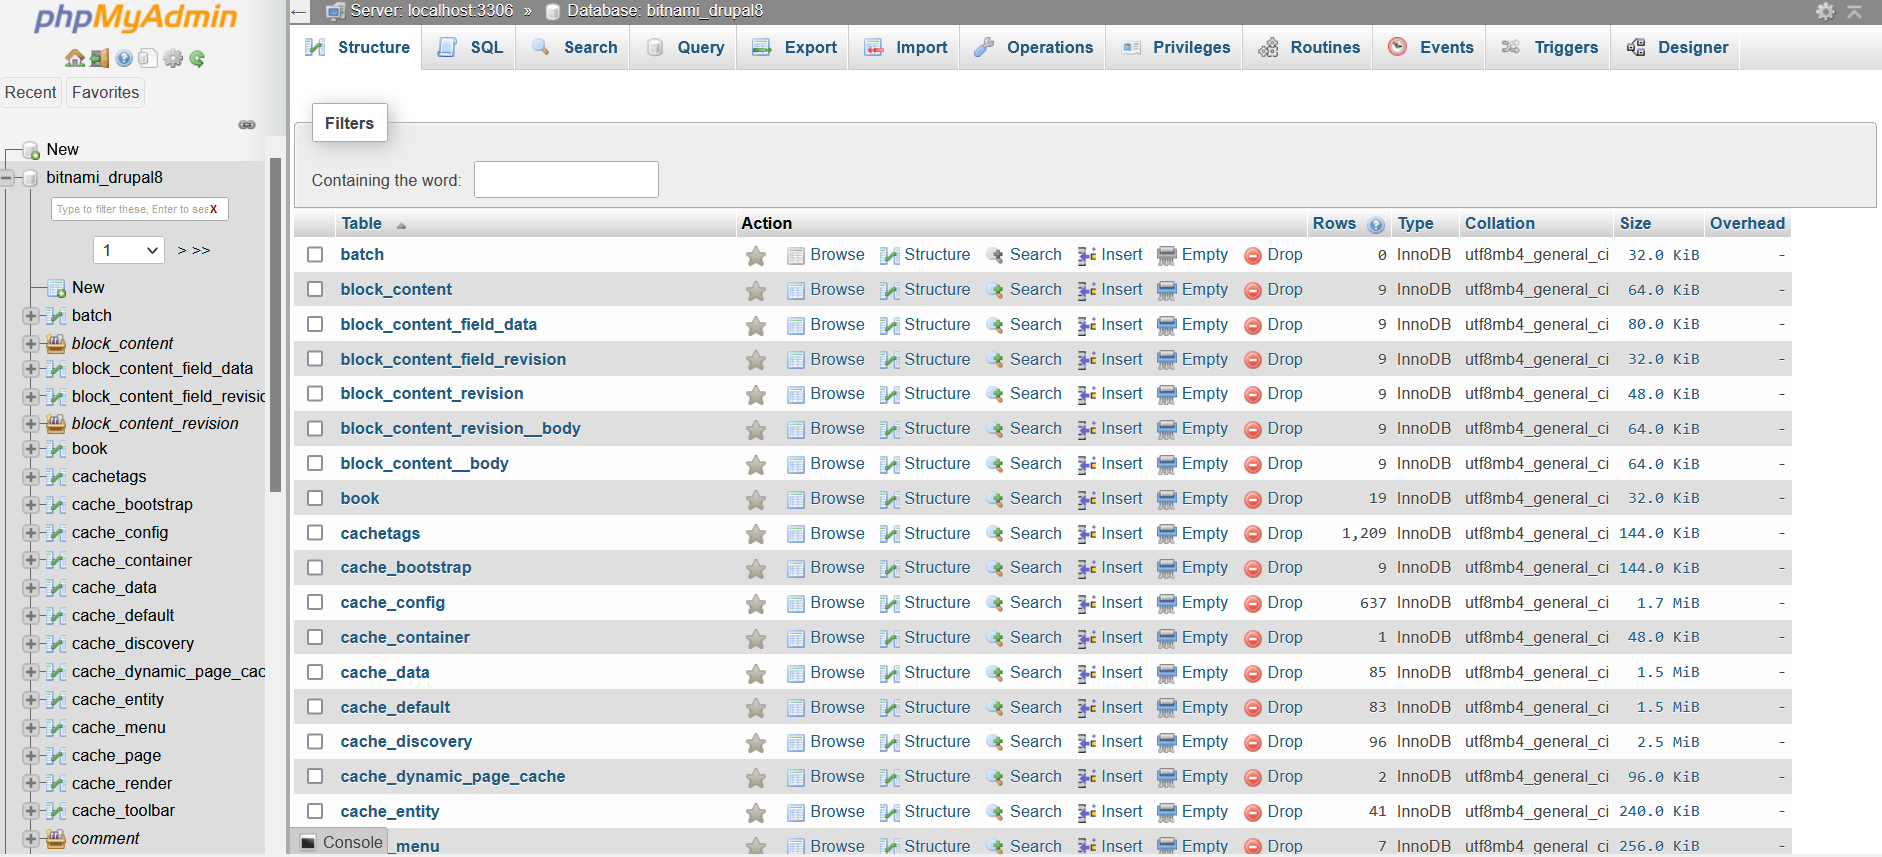 phpMyAdmin
Recent Favorites
New
bitnami_drupal8
Type to filter these, Enter to sea X
1 > >>
New
batch
block_content
block_content_field_data
block_content_field_revisio
block_content_revision
book
cachetags
cache_bootstrap
cache_config
cache_container
cache_data
cache_default
cache_discovery
cache_dynamic_page_cac
cache_entity
cache_menu
cache_page
cache_render
cache_toolbar
comment
Server: localhost:3306 » Database: bitnami_drupal8
Structure SQL Search Query Export Import Operations Privileges Routines Events Triggers Designer
Filters
Containing the word:
Table Action Rows Type Collation Size Overhead
batch Browse Structure Search Insert Empty Drop 0 InnoDB utf8mb4_general_ci 32.0 KiB -
block_content Browse Structure Search Insert Empty Drop 9 InnoDB utf8mb4_general_ci 64.0 KiB -
block_content_field_data Browse Structure Search Insert Empty Drop 9 InnoDB utf8mb4_general_ci 80.0 KiB -
block_content_field_revision Browse Structure Search Insert Empty Drop 9 InnoDB utf8mb4_general_ci 32.0 KiB -
block_content_revision Browse Structure Search Insert Empty Drop 9 InnoDB utf8mb4_general_ci 48.0 KiB -
block_content_revision__body Browse Structure Search Insert Empty Drop 9 InnoDB utf8mb4_general_ci 64.0 KiB -
block_content__body Browse Structure Search Insert Empty Drop 9 InnoDB utf8mb4_general_ci 64.0 KiB -
book Browse Structure Search Insert Empty Drop 19 InnoDB utf8mb4_general_ci 32.0 KiB -
cachetags Browse Structure Search Insert Empty Drop 1,209 InnoDB utf8mb4_general_ci 144.0 KiB -
cache_bootstrap Browse Structure Search Insert Empty Drop 9 InnoDB utf8mb4_general_ci 144.0 KiB -
cache_config Browse Structure Search Insert Empty Drop 637 InnoDB utf8mb4_general_ci 1.7 MiB -
cache_container Browse Structure Search Insert Empty Drop 1 InnoDB utf8mb4_general_ci 48.0 KiB -
cache_data Browse Structure Search Insert Empty Drop 85 InnoDB utf8mb4_general_ci 1.5 MiB -
cache_default Browse Structure Search Insert Empty Drop 83 InnoDB utf8mb4_general_ci 1.5 MiB -
cache_discovery Browse Structure Search Insert Empty Drop 96 InnoDB utf8mb4_general_ci 2.5 MiB -
cache_dynamic_page_cache Browse Structure Search Insert Empty Drop 2 InnoDB utf8mb4_general_ci 96.0 KiB -
cache_entity Browse Structure Search Insert Empty Drop 41 InnoDB utf8mb4_general_ci 240.0 KiB -
_menu Browse Structure Search Insert Empty Drop 7 InnoDB utf8mb4_general_ci 256.0 KiB -
Console